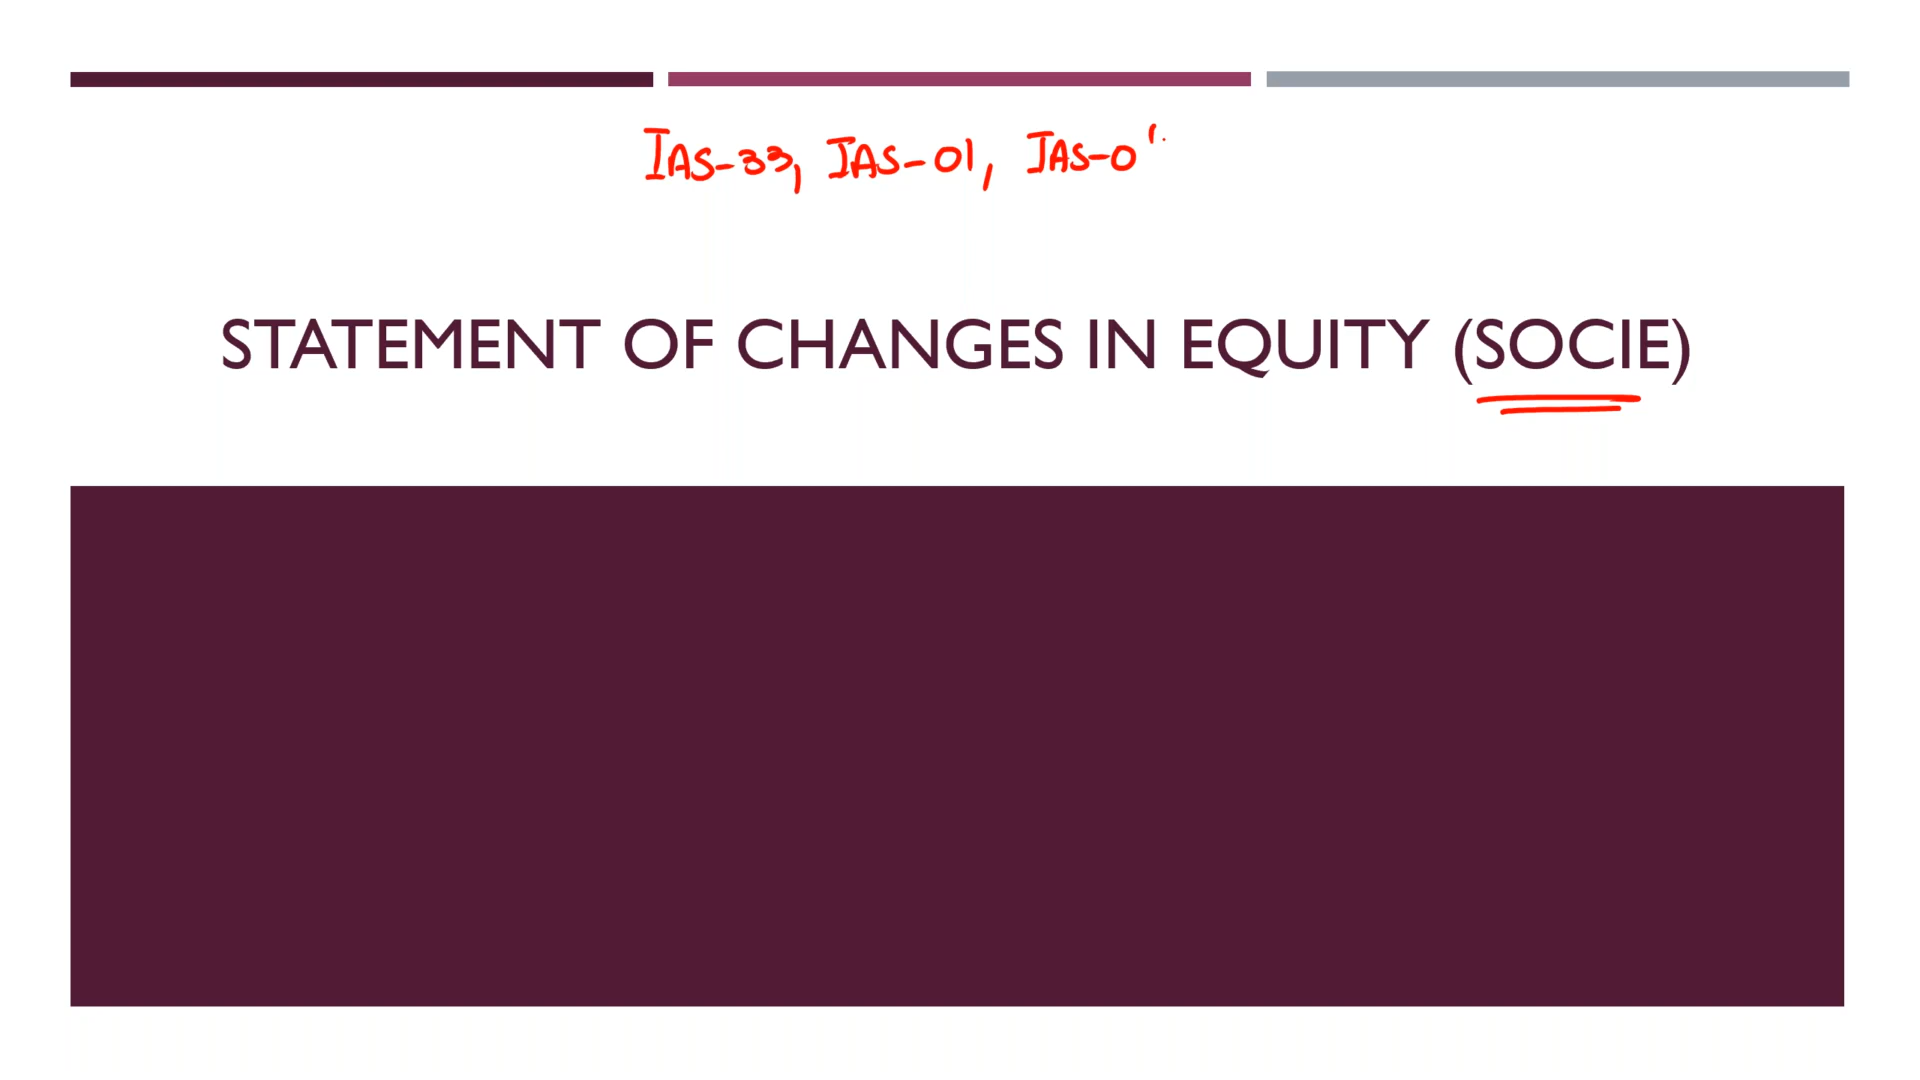 IAS-33, IAS-01, IAS-0
STATEMENT OF CHANGES IN EQUITY (SOCIE)